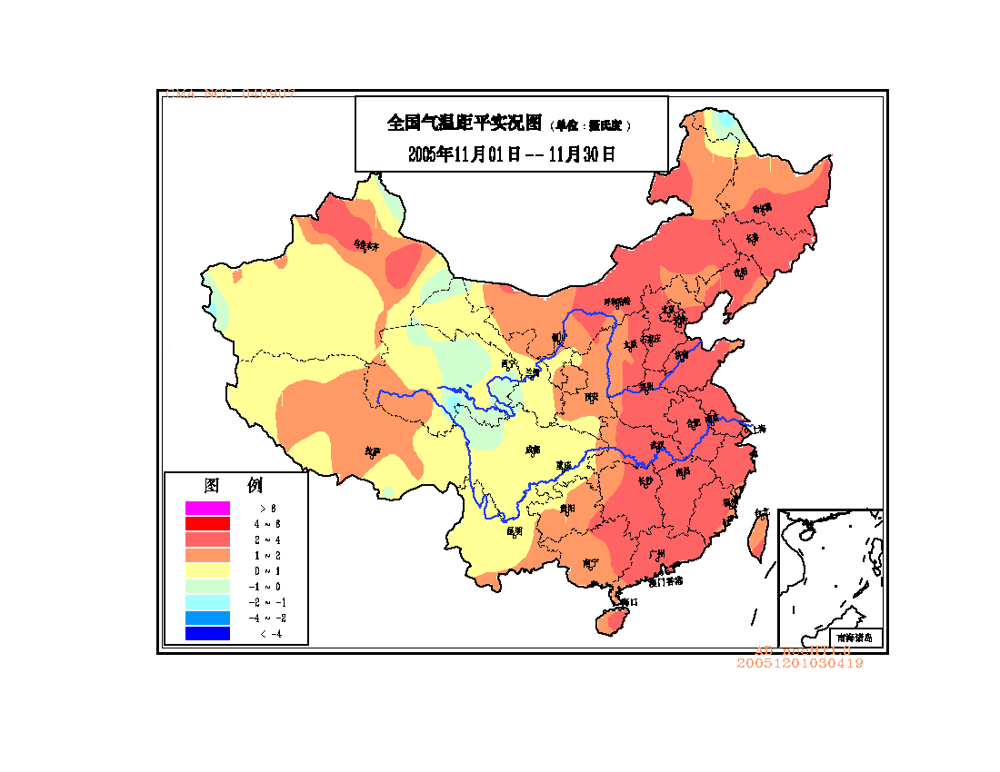 CMA NCC 040902
全国气温距平实况图 (单位:摄氏度)
2005年11月01日 -- 11月30日
哈尔滨
长春
乌鲁木齐
沈阳
呼和浩特
北京
银川
太原
石家庄
济南
西宁
兰州
郑州
西安
合肥
南京
上海
拉萨
成都
武汉
重庆
南昌
长沙
贵阳
福州
台北
昆明
广州
南宁
澳门 香港
海口
图 例
> 6
4 ~ 6
2 ~ 4
1 ~ 2
0 ~ 1
-1 ~ 0
-2 ~ -1
-4 ~ -2
< -4
南海诸岛
20051201030419